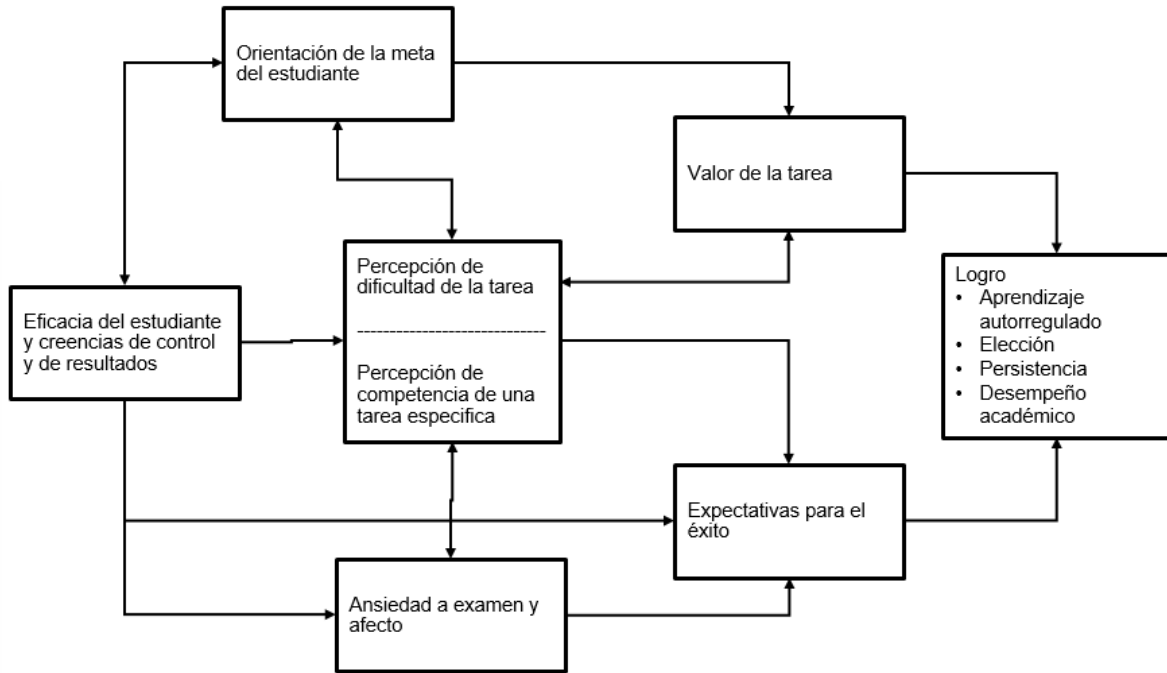 Orientación de la meta
del estudiante
Valor de la tarea
Percepción de
dificultad de la tarea
-----------------------------
Percepción de
competencia de una
tarea especifica
Eficacia del estudiante
y creencias de control
y de resultados
Logro
• Aprendizaje
autorregulado
• Elección
• Persistencia
• Desempeño
académico
Expectativas para el
éxito
Ansiedad a examen y
afecto